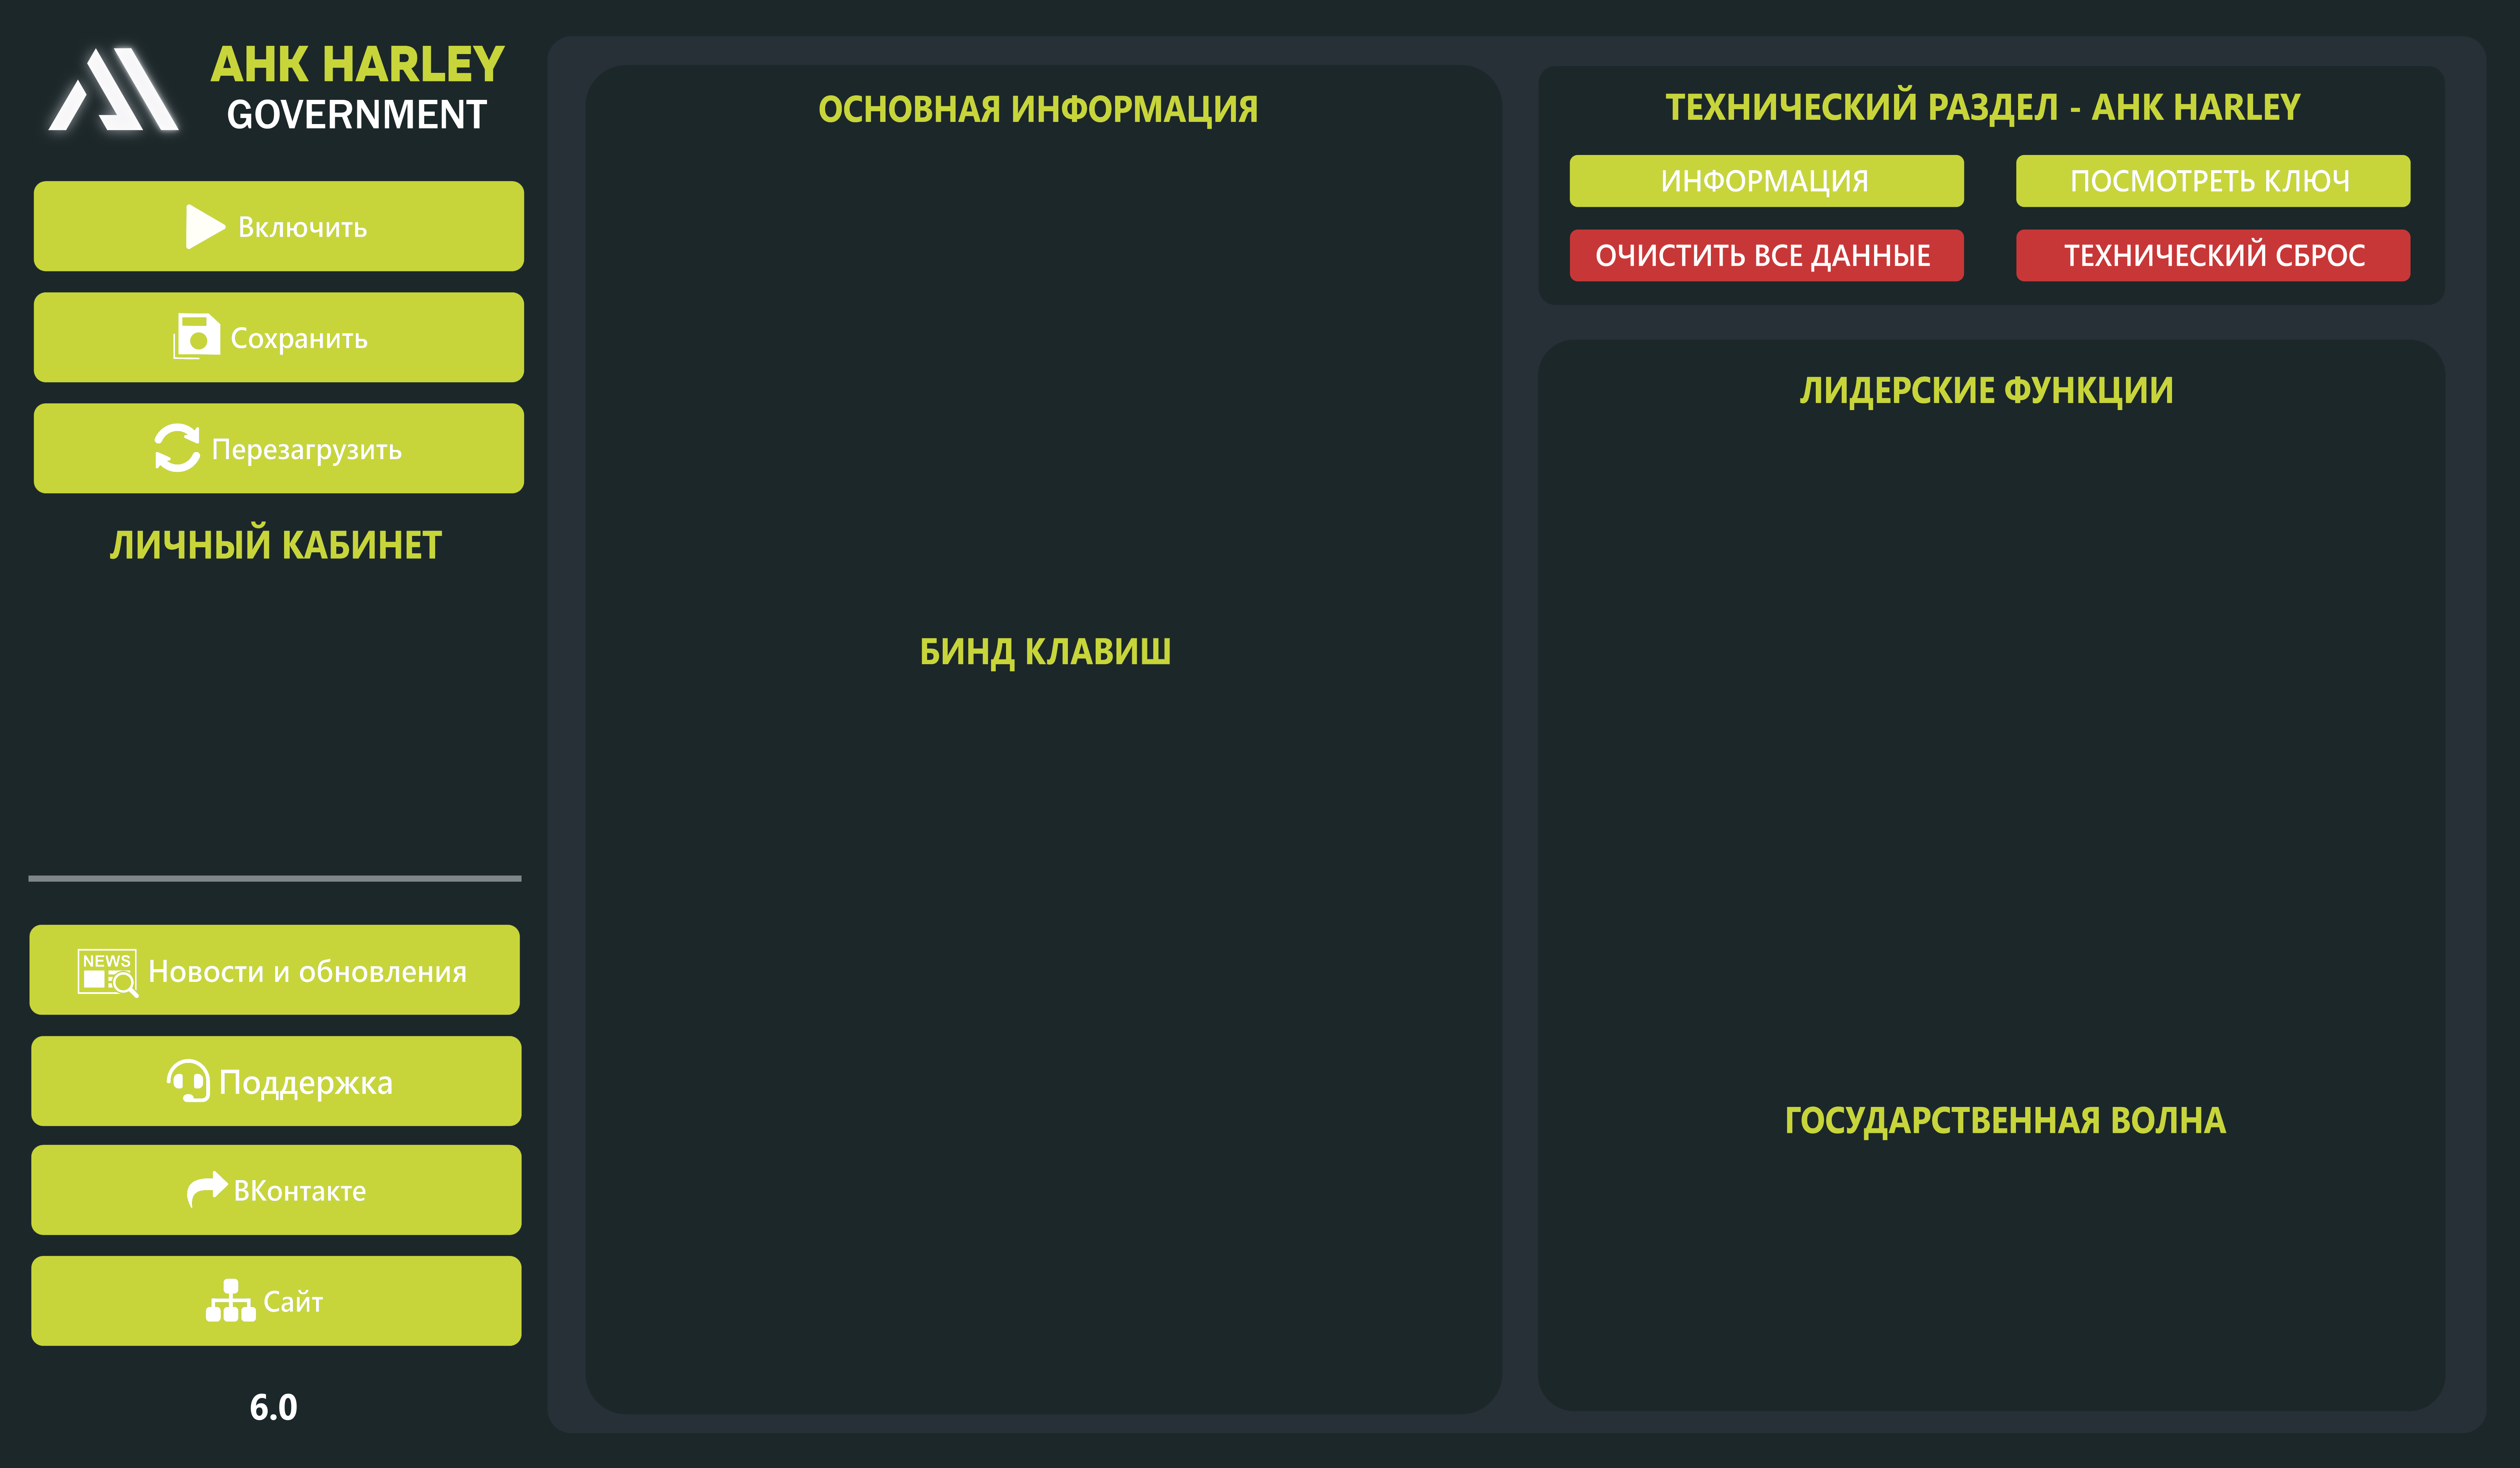 AHK HARLEY
GOVERNMENT
Включить
Сохранить
Перезагрузить
ЛИЧНЫЙ КАБИНЕТ
NEWS
Новости и обновления
Поддержка
ВКонтакте
Сайт
6.0
ОСНОВНАЯ ИНФОРМАЦИЯ
БИНД КЛАВИШ
ТЕХНИЧЕСКИЙ РАЗДЕЛ - AHK HARLEY
ИНФОРМАЦИЯ
ПОСМОТРЕТЬ КЛЮЧ
ОЧИСТИТЬ ВСЕ ДАННЫЕ
ТЕХНИЧЕСКИЙ СБРОС
ЛИДЕРСКИЕ ФУНКЦИИ
ГОСУДАРСТВЕННАЯ ВОЛНА